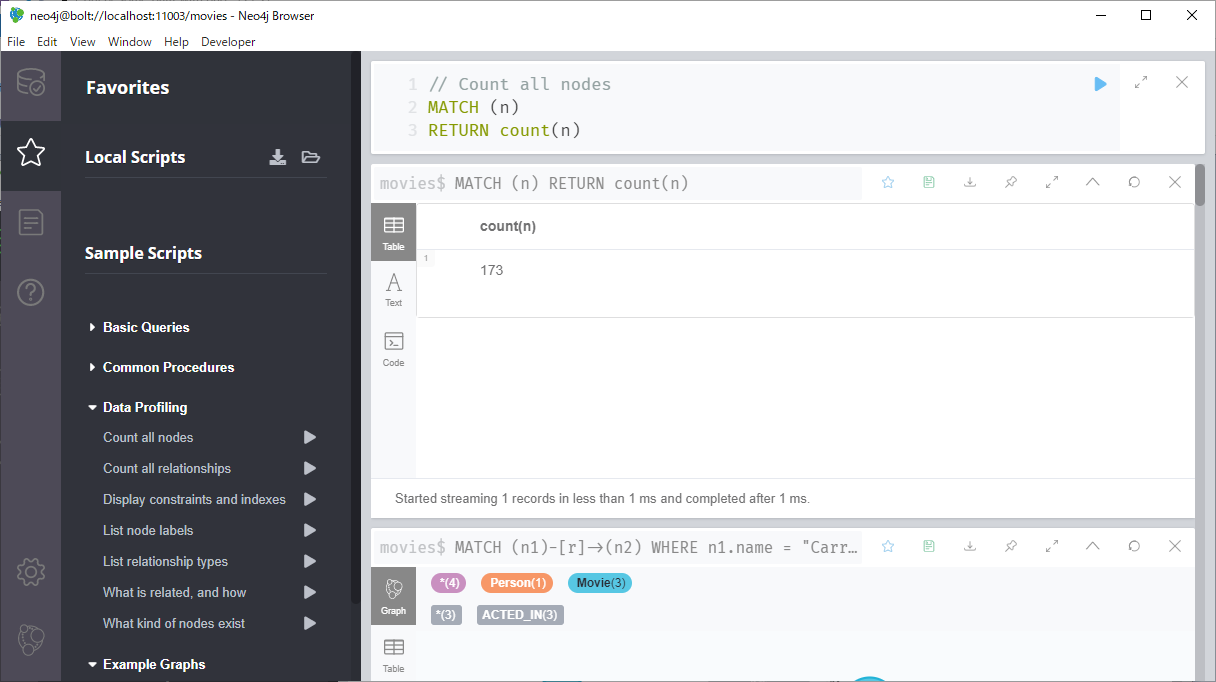 neo4j@bolt://localhost:11003/movies - Neo4j Browser
File Edit View Window Help Developer
Favorites
Local Scripts
Sample Scripts
Basic Queries
Common Procedures
Data Profiling
Count all nodes
Count all relationships
Display constraints and indexes
List node labels
List relationship types
What is related, and how
What kind of nodes exist
Example Graphs
1 // Count all nodes
2 MATCH (n)
3 RETURN count(n)
movies$ MATCH (n) RETURN count(n)
Table
Text
Code
count(n)
1
173
Started streaming 1 records in less than 1 ms and completed after 1 ms.
movies$ MATCH (n1)-[r]→(n2) WHERE n1.name = "Carr…
Graph
Table
*(4) Person(1) Movie(3)
*(3) ACTED_IN(3)